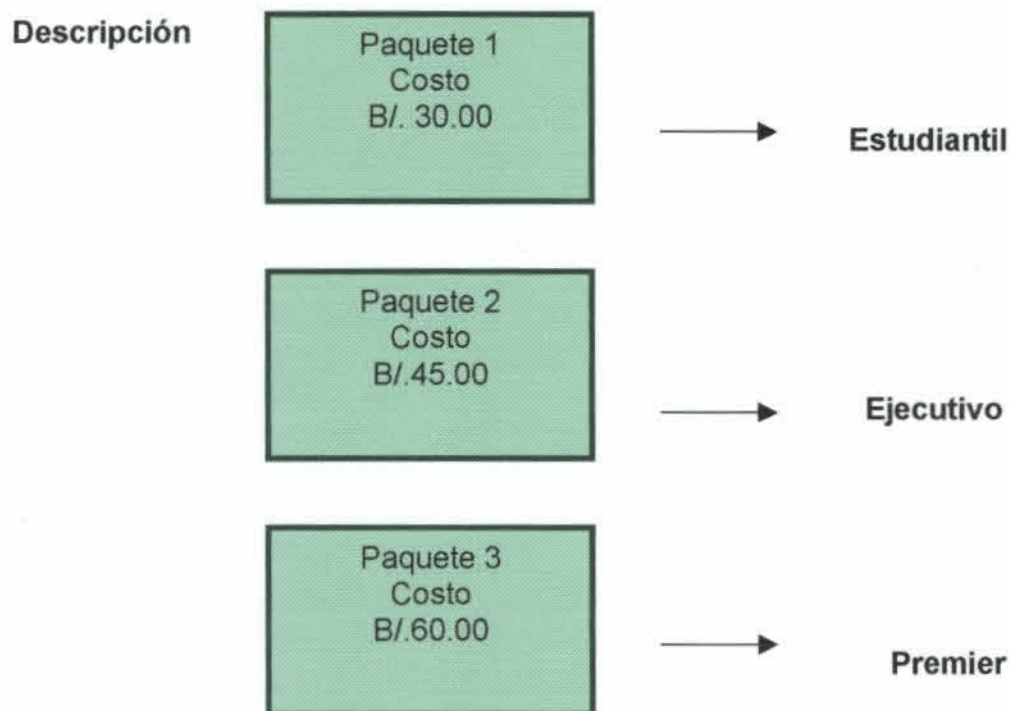 Descripción
Paquete 1
Costo
B/. 30.00
Estudiantil
Paquete 2
Costo
B/.45.00
Ejecutivo
Paquete 3
Costo
B/.60.00
Premier